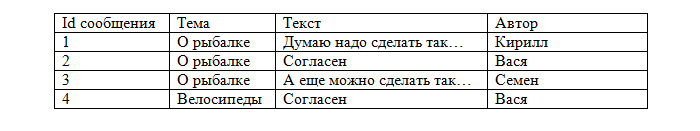 Id сообщения Тема Текст Автор
1 О рыбалке Думаю надо сделать так… Кирилл
2 О рыбалке Согласен Вася
3 О рыбалке А еще можно сделать так… Семен
4 Велосипеды Согласен Вася